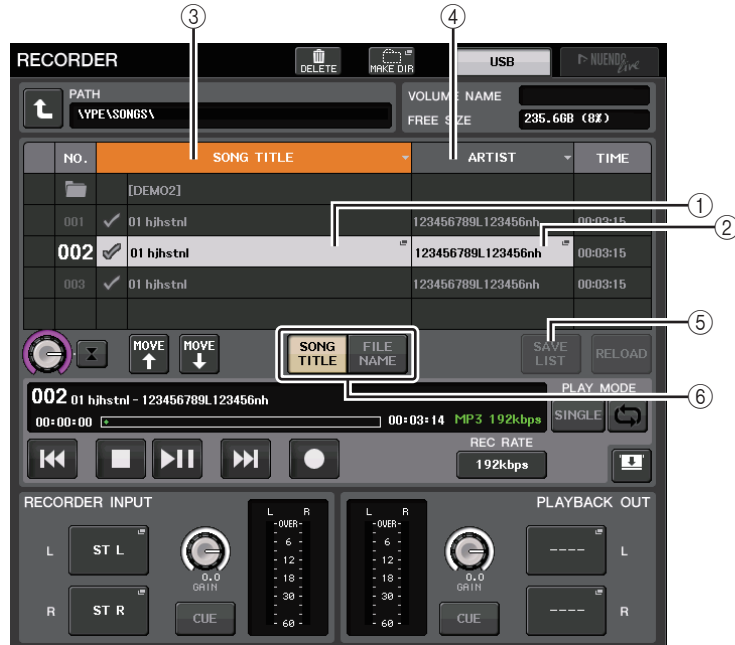 ③ ④
RECORDER DELETE MAKE DIR USB NUENDO Live
PATH
\YPE\SONGS\
VOLUME NAME
FREE SIZE 235.6GB (8%)
NO. SONG TITLE ARTIST TIME
[DEMO2]
001 01 hjhstnl 123456789L123456nh 00:03:15
①
②
002 01 hjhstnl 123456789L123456nh 00:03:15
003 01 hjhstnl 123456789L123456nh 00:03:15
⑤
MOVE MOVE SONG TITLE FILE NAME SAVE LIST RELOAD
⑥
002 01 hjhstnl - 123456789L123456nh
PLAY MODE
00:00:00 00:03:14 MP3 192kbps SINGLE
REC RATE
192kbps
RECORDER INPUT PLAYBACK OUT
L R L R
-OVER- -OVER-
L ST L 6 6 ---- L
12 12
0.0 18 0.0 18
GAIN GAIN
30 30
R ST R CUE 60 60 CUE ---- R